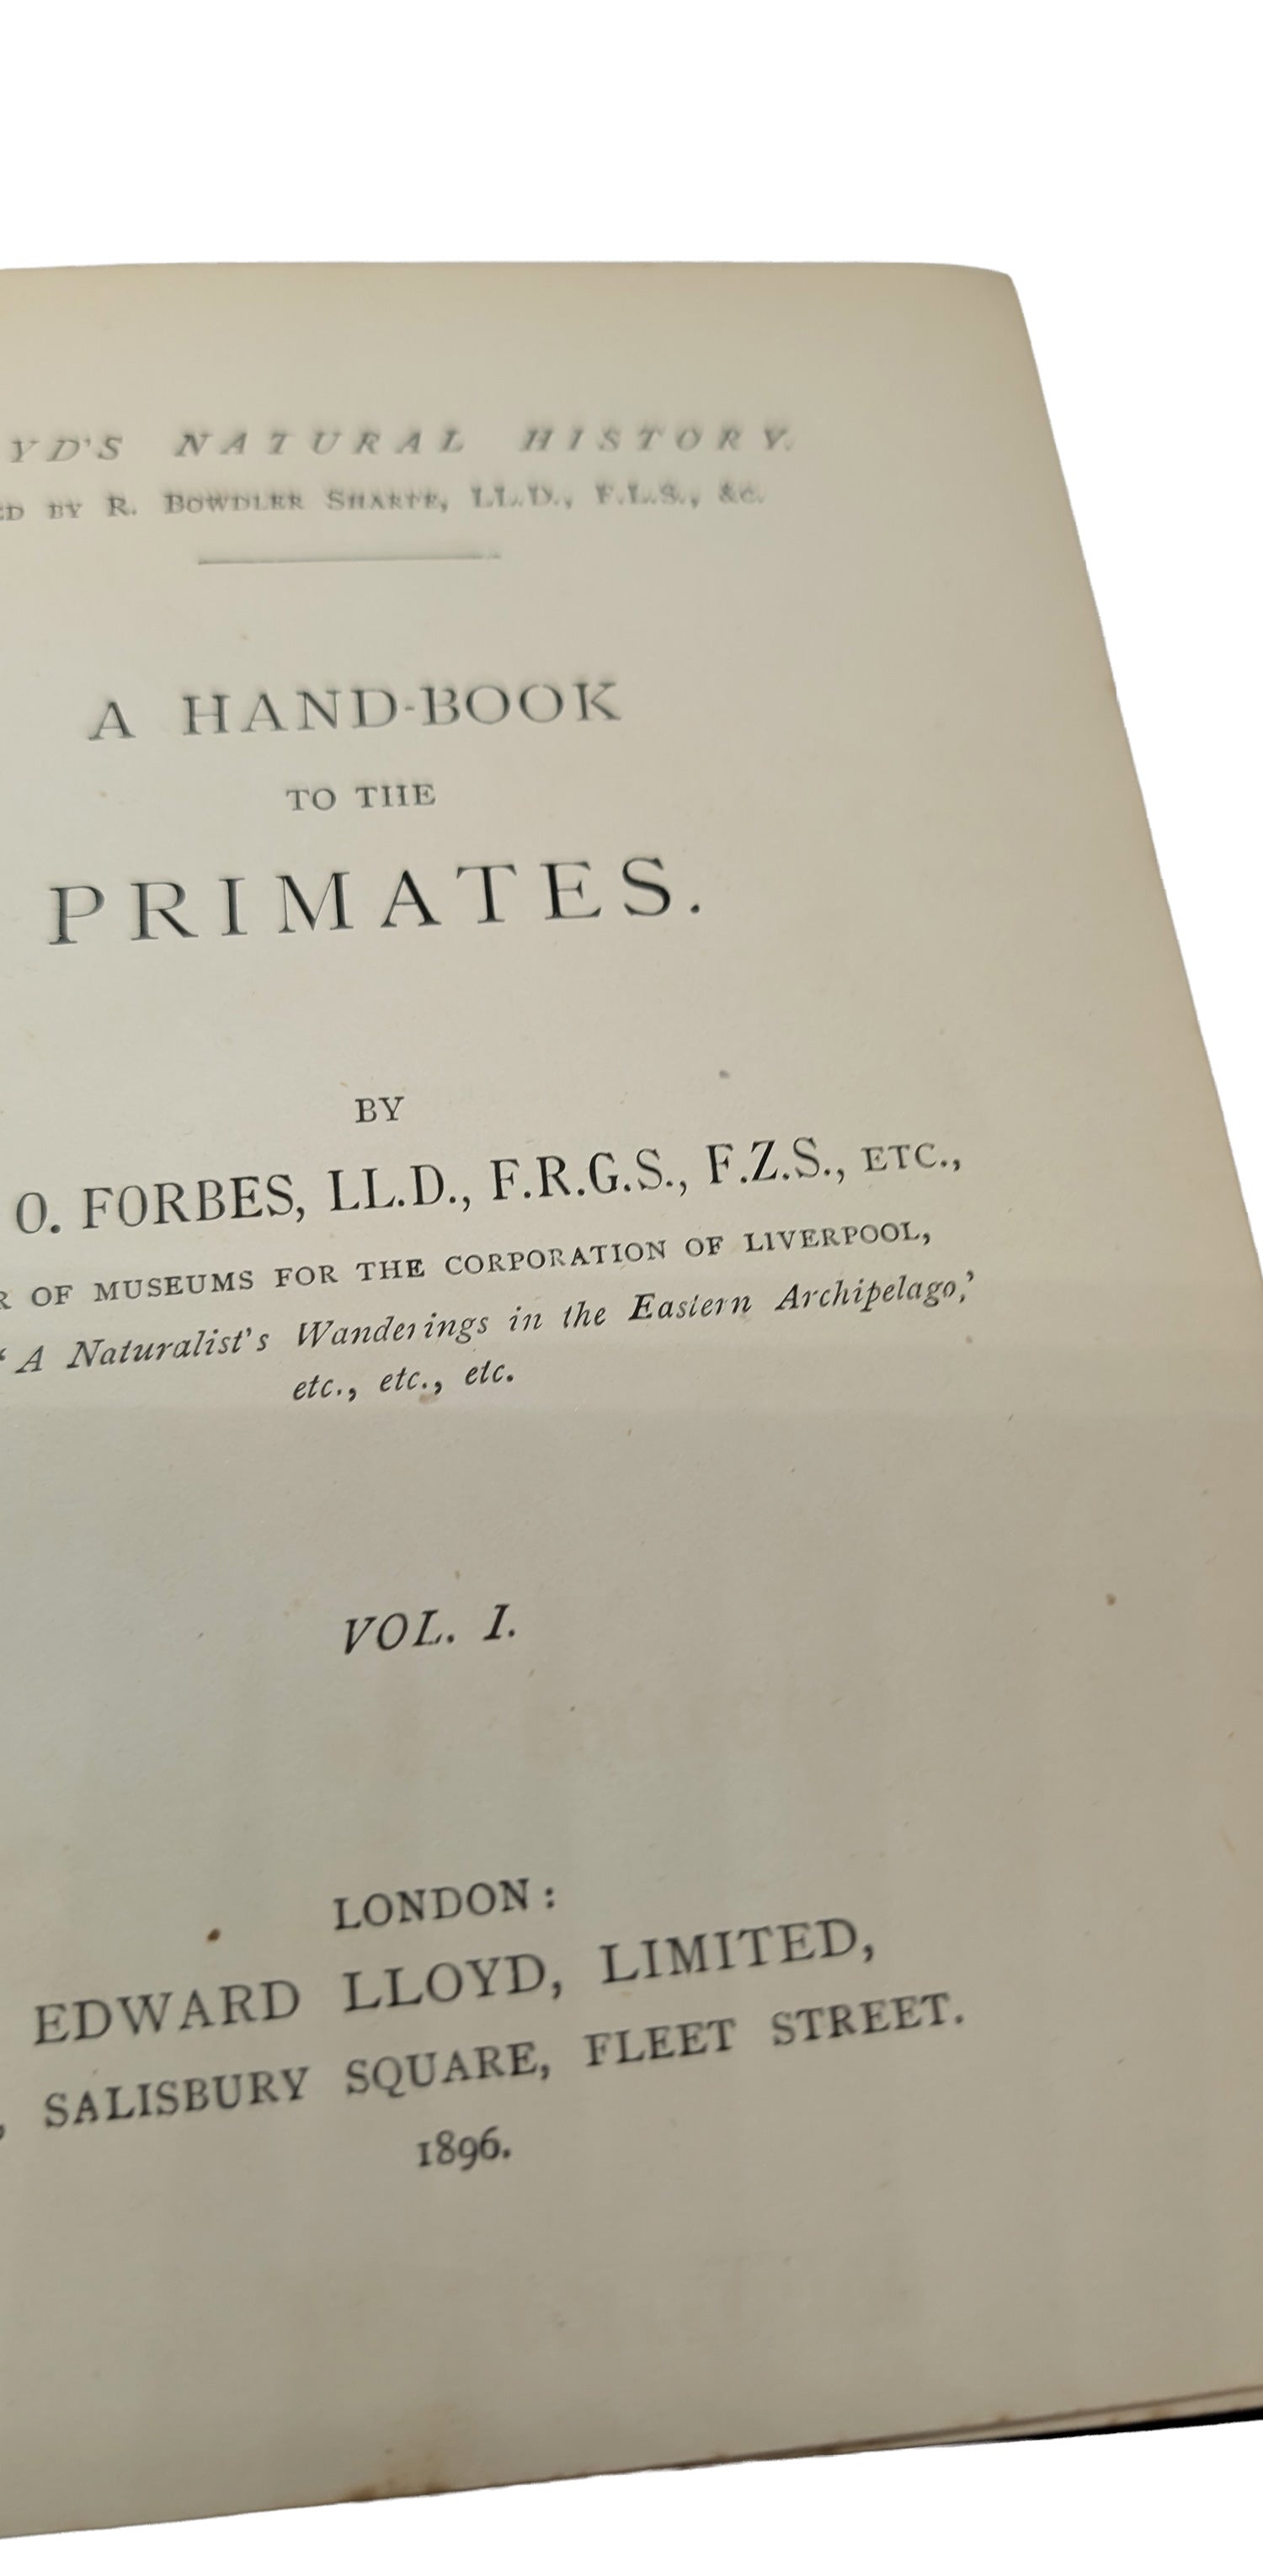 YD'S NATURAL HISTORY.
ED BY R. BOWDLER SHARPE, LL.D., F.L.S., &c.
A HAND-BOOK
TO THE
PRIMATES.
BY
O. FORBES, LL.D., F.R.G.S., F.Z.S., ETC.,
R OF MUSEUMS FOR THE CORPORATION OF LIVERPOOL,
‘A Naturalist's Wanderings in the Eastern Archipelago,’
etc., etc., etc.
VOL. I.
LONDON:
EDWARD LLOYD, LIMITED,
, SALISBURY SQUARE, FLEET STREET.
1896.